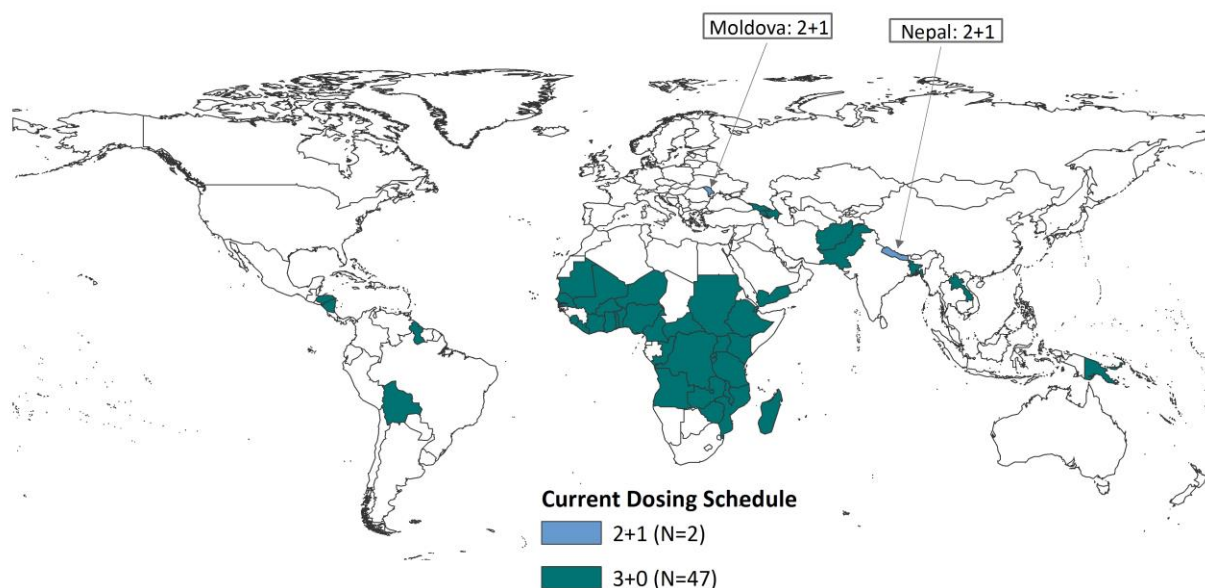 Moldova: 2+1
Nepal: 2+1
Current Dosing Schedule
2+1 (N=2)
3+0 (N=47)